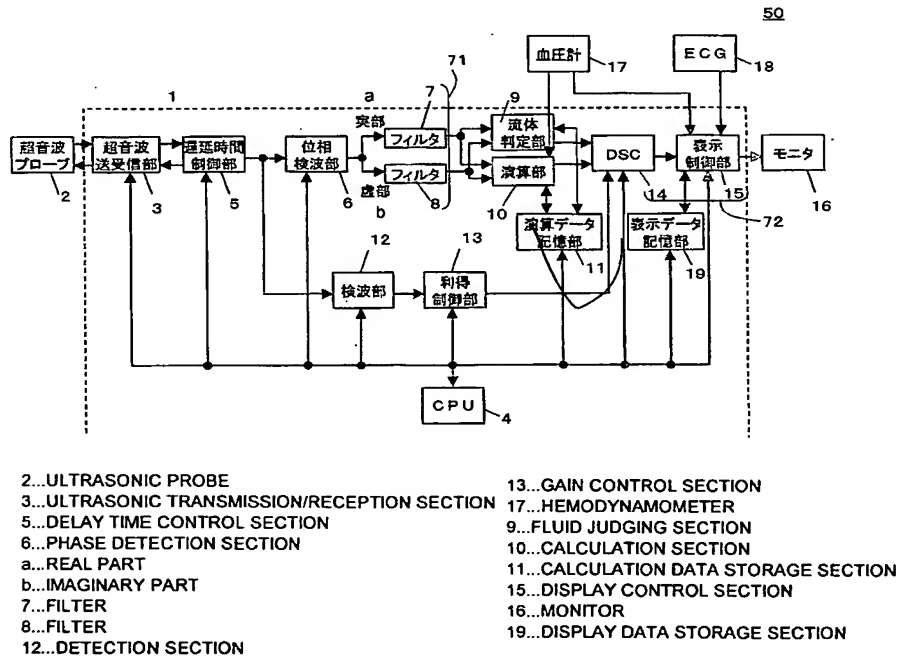 50
血圧計
17
ECG
18
71
1
a
7
9
実部
フィルタ
流体
判定部
超音波
プローブ
2
超音波
送受信部
3
遅延時間
制御部
5
位相
検波部
6
虚部
b
フィルタ
8
演算部
10
DSC
14
表示
制御部
15
モニタ
16
72
演算データ
記憶部
11
表示データ
記憶部
19
12
検波部
13
利得
制御部
CPU
4
2...ULTRASONIC PROBE
3...ULTRASONIC TRANSMISSION/RECEPTION SECTION
5...DELAY TIME CONTROL SECTION
6...PHASE DETECTION SECTION
a...REAL PART
b...IMAGINARY PART
7...FILTER
8...FILTER
12...DETECTION SECTION
13...GAIN CONTROL SECTION
17...HEMODYNAMOMETER
9...FLUID JUDGING SECTION
10...CALCULATION SECTION
11...CALCULATION DATA STORAGE SECTION
15...DISPLAY CONTROL SECTION
16...MONITOR
19...DISPLAY DATA STORAGE SECTION